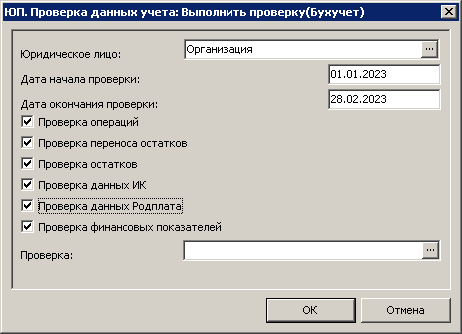 ЮП. Проверка данных учета: Выполнить проверку(Бухучет)
Юридическое лицо: Организация ...
Дата начала проверки: 01.01.2023
Дата окончания проверки: 28.02.2023
Проверка операций
Проверка переноса остатков
Проверка остатков
Проверка данных ИК
Проверка данных Родплата
Проверка финансовых показателей
Проверка: ...
OK Отмена